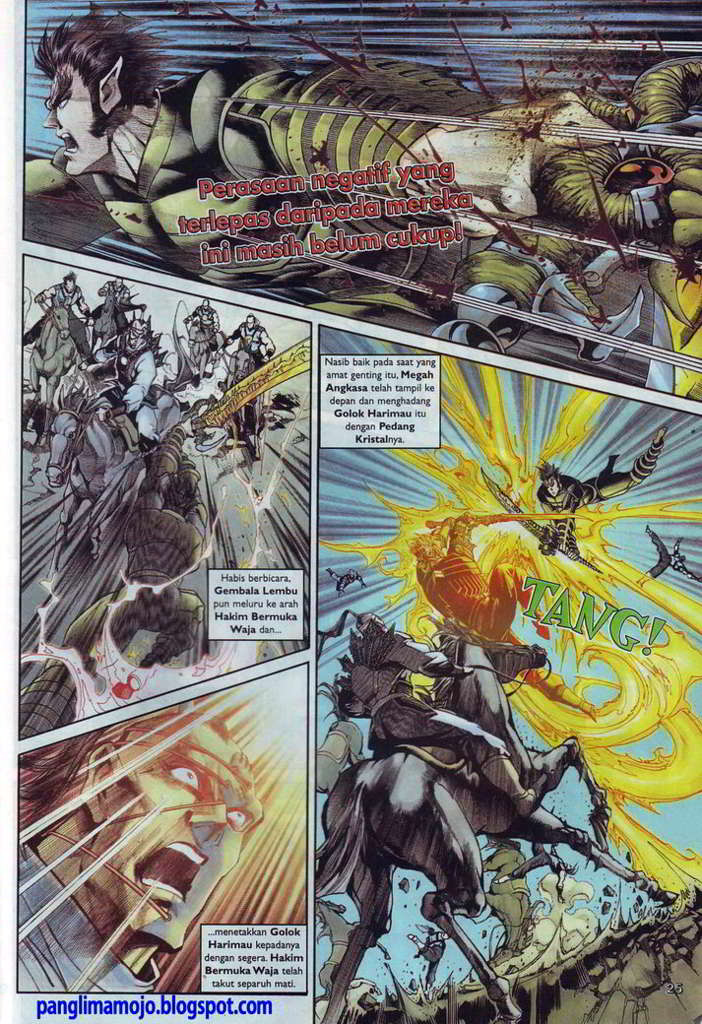 Perasaan negatif yang
terlepas daripada mereka
ini masih belum cukup!
Habis berbicara,
Gembala Lembu
pun meluru ke arah
Hakim Bermuka
Waja dan...
...menetakkan Golok
Harimau kepadanya
dengan segera. Hakim
Bermuka Waja telah
takut separuh mati.
Nasib baik pada saat yang
amat genting itu, Megah
Angkasa telah tampil ke
depan dan menghadang
Golok Harimau itu
dengan Pedang
Kristalnya.
TANG!
25
panglimamojo.blogspot.com